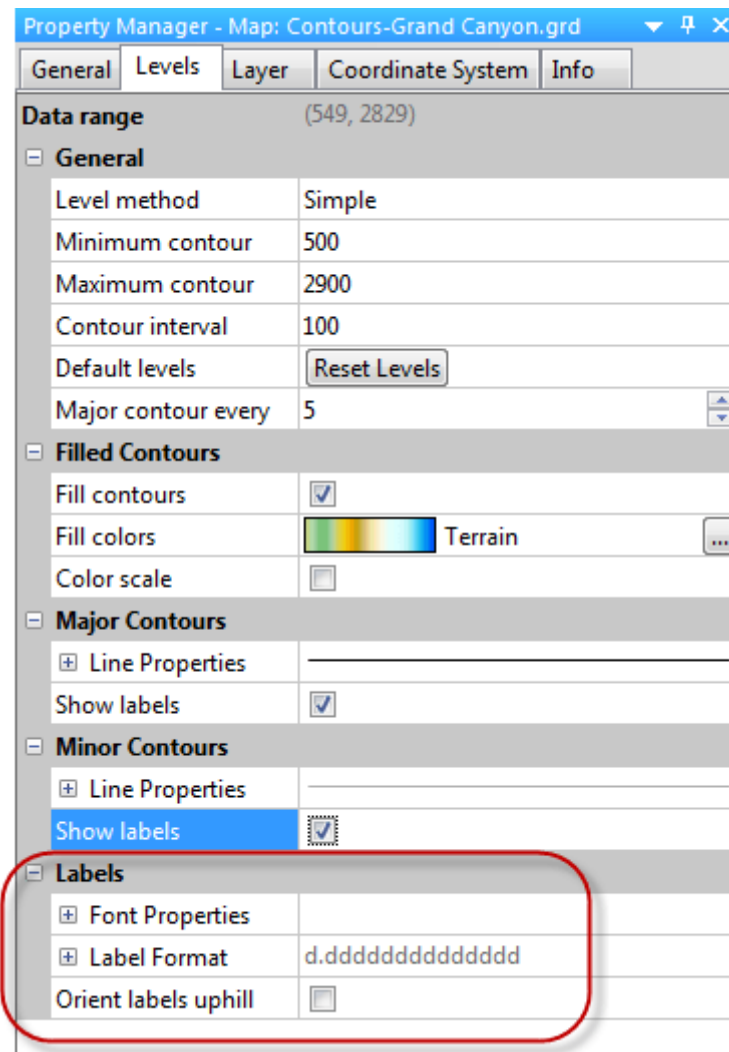 Property Manager - Map: Contours-Grand Canyon.grd
General Levels Layer Coordinate System Info
Data range (549, 2829)
General
Level method Simple
Minimum contour 500
Maximum contour 2900
Contour interval 100
Default levels Reset Levels
Major contour every 5
Filled Contours
Fill contours
Fill colors Terrain ...
Color scale
Major Contours
Line Properties
Show labels
Minor Contours
Line Properties
Show labels
Labels
Font Properties
Label Format d.dddddddddddddd
Orient labels uphill